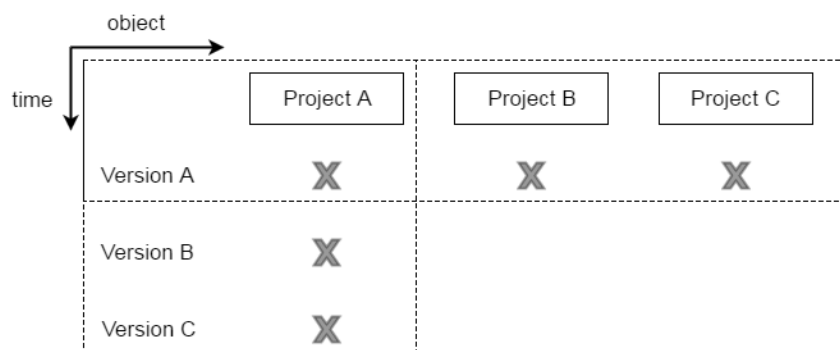 object
time
Project A Project B Project C
Version A X X X
Version B X
Version C X